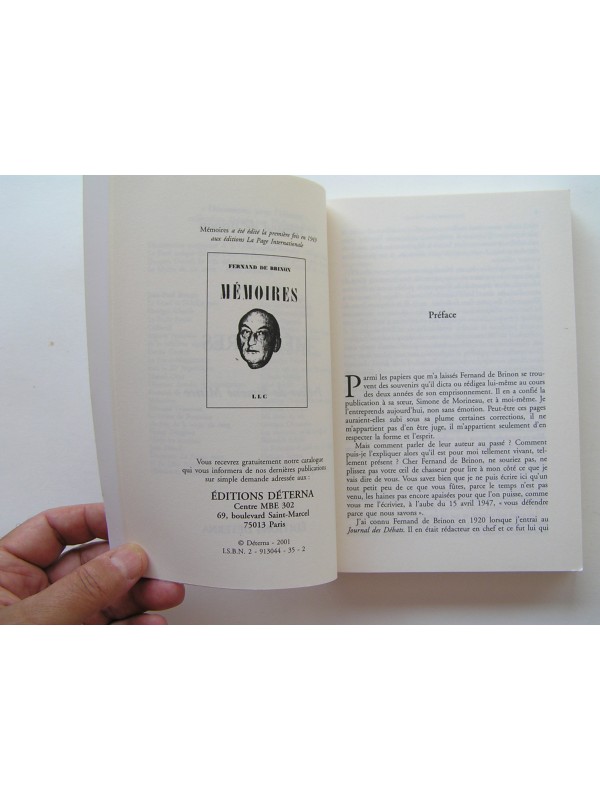 Mémoires a été édité la première fois en 1949
aux éditions La Page Internationale
FERNAND DE BRINON
MÉMOIRES
L L C
Vous recevrez gratuitement notre catalogue
qui vous informera de nos dernières publications
sur simple demande adressée aux :
ÉDITIONS DÉTERNA
Centre MBE 302
69, boulevard Saint-Marcel
75013 Paris
© Déterna - 2001
I.S.B.N. 2 - 913044 - 35 - 2
Préface
Parmi les papiers que m'a laissés Fernand de Brinon se trou-
vent des souvenirs qu'il dicta ou rédigea lui-même au cours
des deux années de son emprisonnement. Il en a confié la
publication à sa sœur, Simone de Morineau, et à moi-même. Je
l'entreprends aujourd'hui, non sans émotion. Peut-être ces pages
auraient-elles subi sous sa plume certaines corrections, il ne
m'appartient pas d'en être juge, il m'appartient seulement d'en
respecter la forme et l'esprit.
Mais comment parler de leur auteur au passé ? Comment
puis-je l'expliquer alors qu'il est pour moi tellement vivant, tel-
lement présent ? Cher Fernand de Brinon, ne souriez pas, ne
clignez pas votre œil de chasseur pour lire à mon côté ce que je
vais dire de vous. Vous savez bien que je ne puis écrire ici qu'un
peu de ce que je sais et de ce que vous fûtes, parce le temps n'est pas
venu, les haines pas encore apaisées pour que l'on puisse, comme
vous me l'écriviez, à l'aube du 15 avril 1947, « vous défendre
parce que nous savons ».
J'ai connu Fernand de Brinon en 1920 lorsque j'entrai au
Journal des Débats. Il en était rédacteur en chef et ce fut lui qui